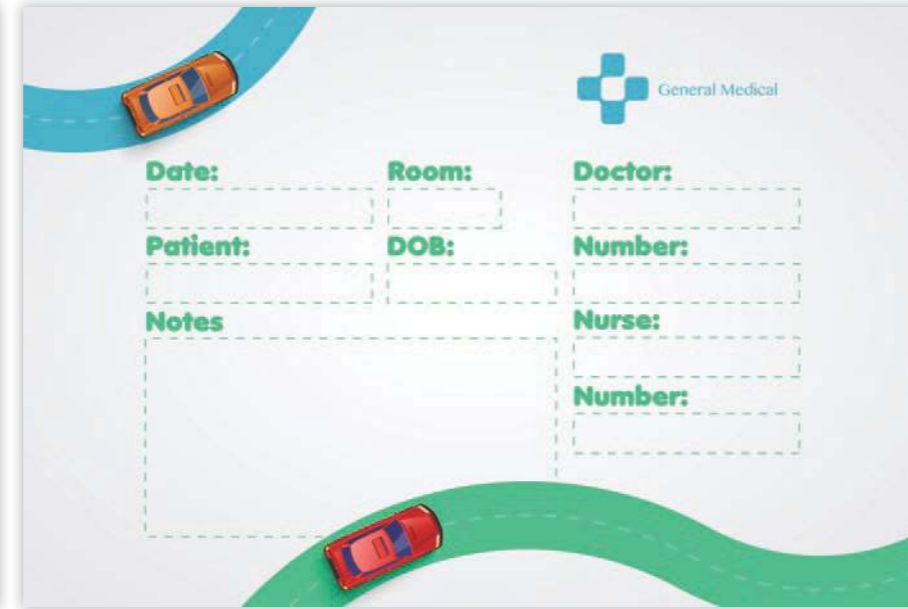 General Medical
Date: Room: Doctor:
Patient: DOB: Number:
Notes Nurse:
Number: